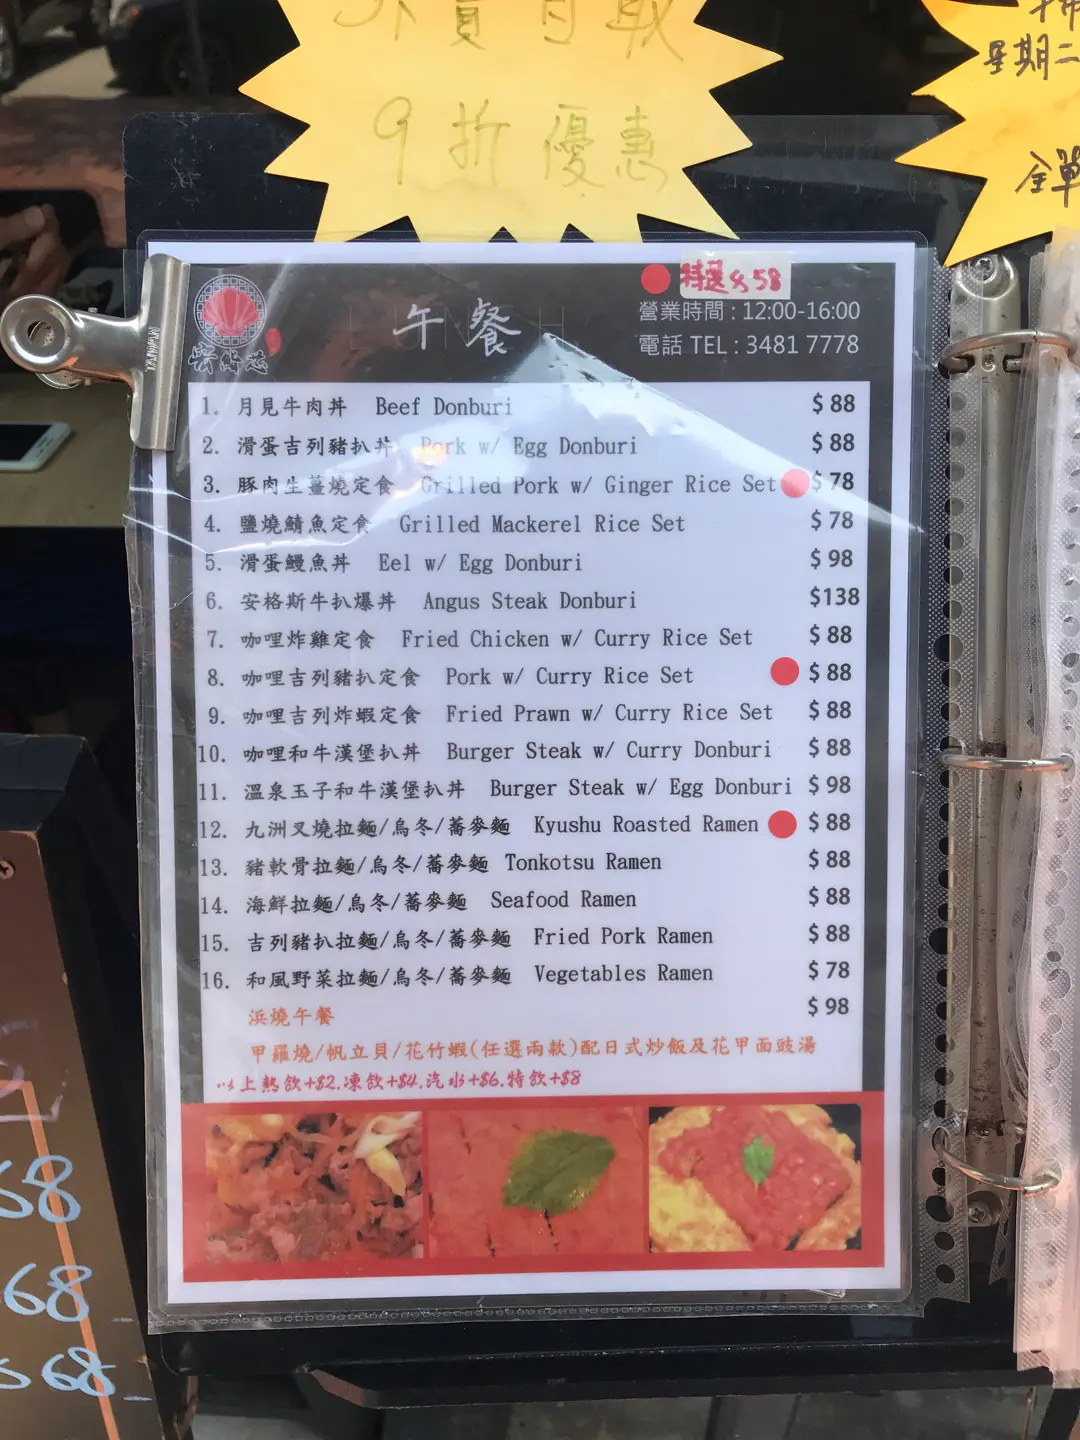 外賣自取
9折優惠
星期二
全單
特選 $58
午餐
LUNCH
營業時間 : 12:00-16:00
電話 TEL : 3481 7778
1. 月見牛肉丼 Beef Donburi $ 88
2. 滑蛋吉列豬扒丼 Pork w/ Egg Donburi $ 88
3. 豚肉生薑燒定食 Grilled Pork w/ Ginger Rice Set $ 78
4. 鹽燒鯖魚定食 Grilled Mackerel Rice Set $ 78
5. 滑蛋鰻魚丼 Eel w/ Egg Donburi $ 98
6. 安格斯牛扒爆丼 Angus Steak Donburi $138
7. 咖哩炸雞定食 Fried Chicken w/ Curry Rice Set $ 88
8. 咖哩吉列豬扒定食 Pork w/ Curry Rice Set $ 88
9. 咖哩吉列炸蝦定食 Fried Prawn w/ Curry Rice Set $ 88
10. 咖哩和牛漢堡扒丼 Burger Steak w/ Curry Donburi $ 88
11. 溫泉玉子和牛漢堡扒丼 Burger Steak w/ Egg Donburi $ 98
12. 九洲叉燒拉麵/烏冬/蕎麥麵 Kyushu Roasted Ramen $ 88
13. 豬軟骨拉麵/烏冬/蕎麥麵 Tonkotsu Ramen $ 88
14. 海鮮拉麵/烏冬/蕎麥麵 Seafood Ramen $ 88
15. 吉列豬扒拉麵/烏冬/蕎麥麵 Fried Pork Ramen $ 88
16. 和風野菜拉麵/烏冬/蕎麥麵 Vegetables Ramen $ 78
浜燒午餐 $ 98
甲羅燒/帆立貝/花竹蝦(任選兩款)配日式炒飯及花甲面豉湯
以上熱飲+$2.凍飲+$4.汽水+$6.特飲+$8
68
68
68